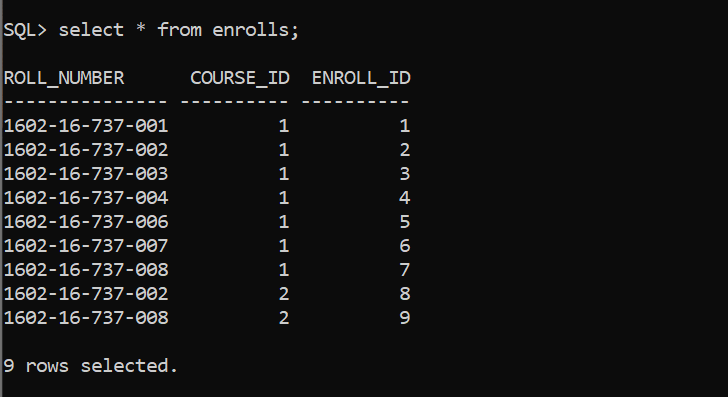 SQL> select * from enrolls;
ROLL_NUMBER      COURSE_ID  ENROLL_ID
--------------- ---------- ----------
1602-16-737-001          1          1
1602-16-737-002          1          2
1602-16-737-003          1          3
1602-16-737-004          1          4
1602-16-737-006          1          5
1602-16-737-007          1          6
1602-16-737-008          1          7
1602-16-737-002          2          8
1602-16-737-008          2          9
9 rows selected.